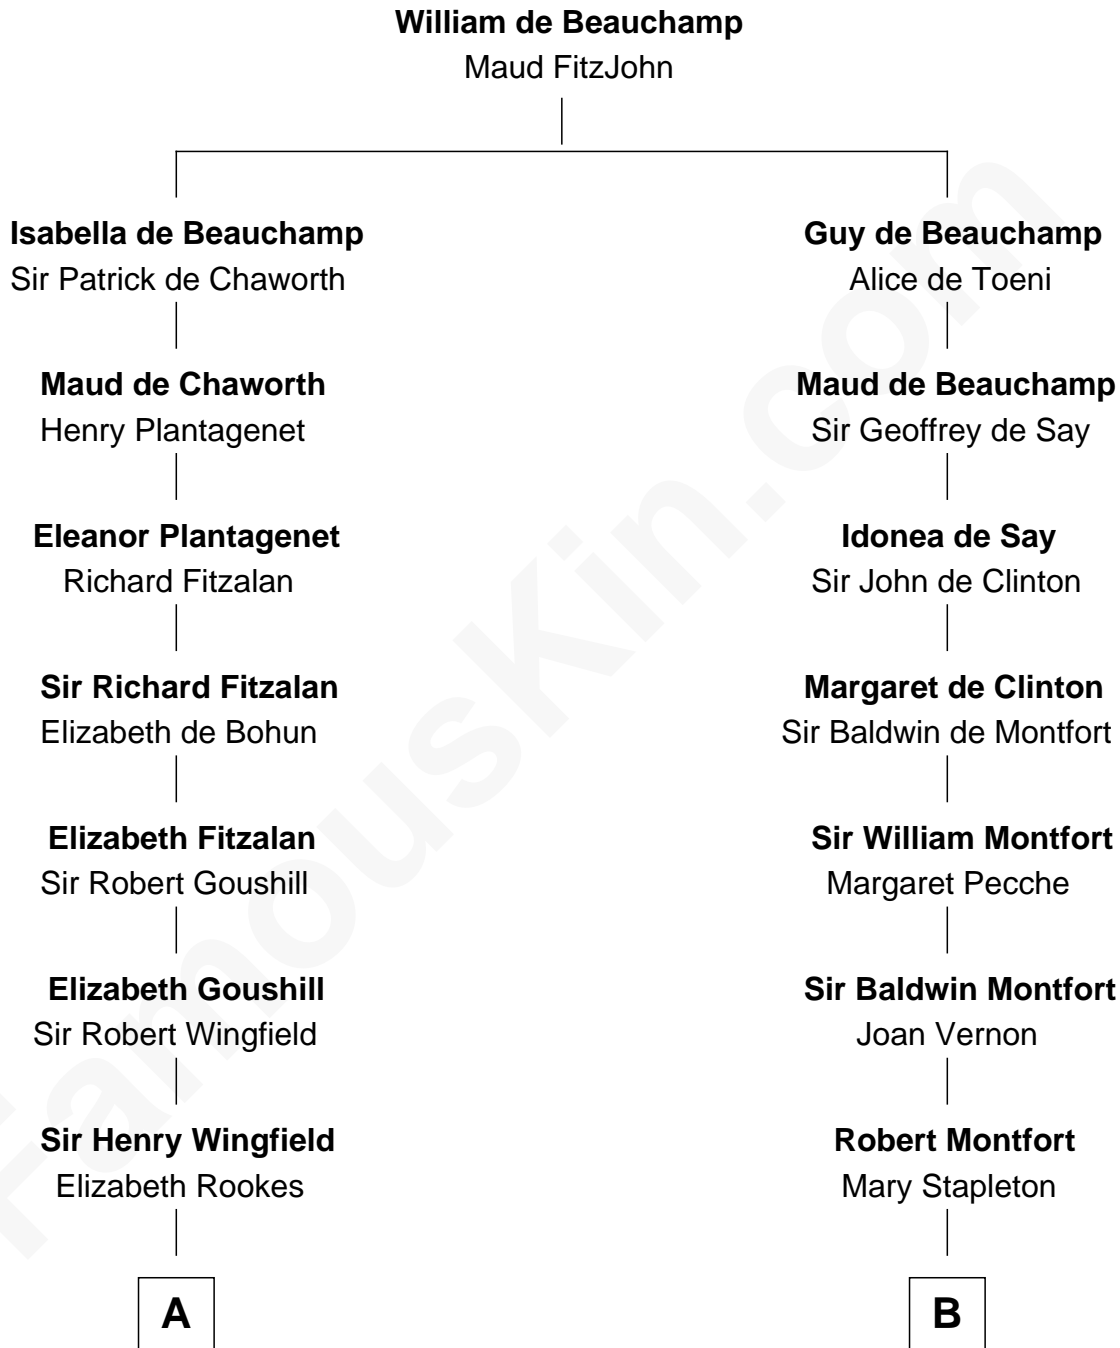 William de Beauchamp
Maud FitzJohn
Isabella de Beauchamp
Sir Patrick de Chaworth
Guy de Beauchamp
Alice de Toeni
Maud de Chaworth
Henry Plantagenet
Maud de Beauchamp
Sir Geoffrey de Say
Eleanor Plantagenet
Richard Fitzalan
Idonea de Say
Sir John de Clinton
Sir Richard Fitzalan
Elizabeth de Bohun
Margaret de Clinton
Sir Baldwin de Montfort
Elizabeth Fitzalan
Sir Robert Goushill
Sir William Montfort
Margaret Pecche
Elizabeth Goushill
Sir Robert Wingfield
Sir Baldwin Montfort
Joan Vernon
Sir Henry Wingfield
Elizabeth Rookes
Robert Montfort
Mary Stapleton
A
B
FamousKin.com